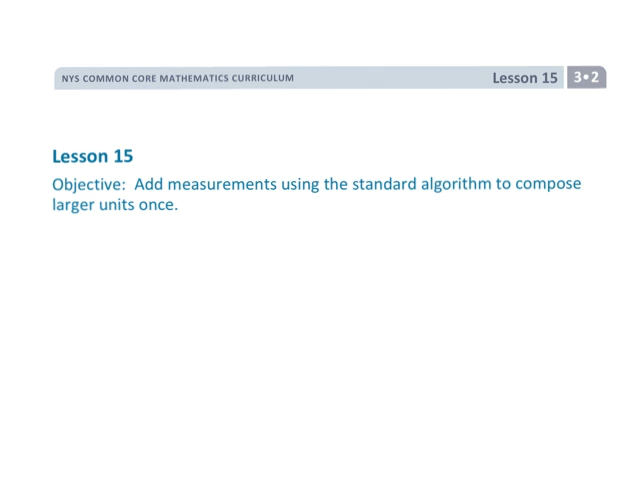 NYS COMMON CORE MATHEMATICS CURRICULUM Lesson 15 3•2
Lesson 15
Objective: Add measurements using the standard algorithm to compose
larger units once.